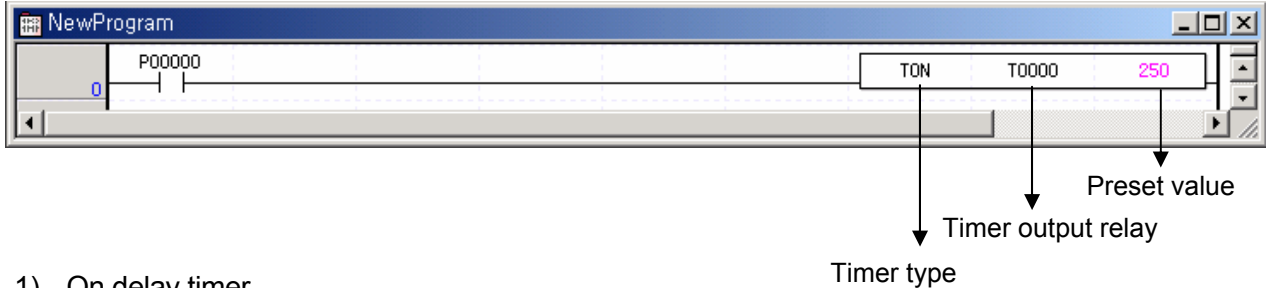 NewProgram
P00000
TON T0000 250
0
Preset value
Timer output relay
Timer type
1) On delay timer